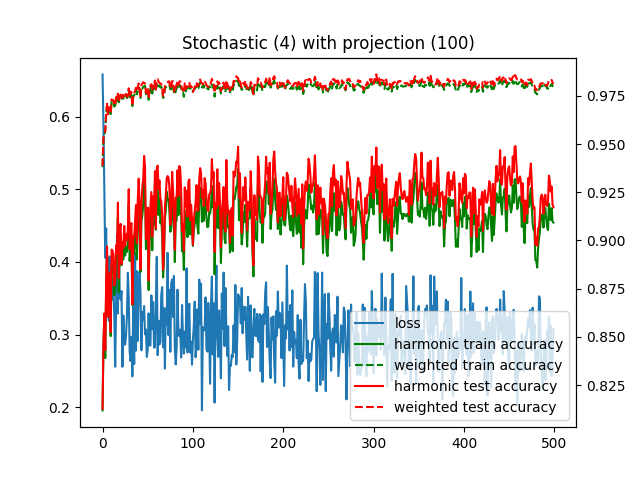 Stochastic (4) with projection (100)
0.6
0.5
0.4
0.3
0.2
0.975
0.950
0.925
0.900
0.875
0.850
0.825
loss
harmonic train accuracy
weighted train accuracy
harmonic test accuracy
weighted test accuracy
0 100 200 300 400 500